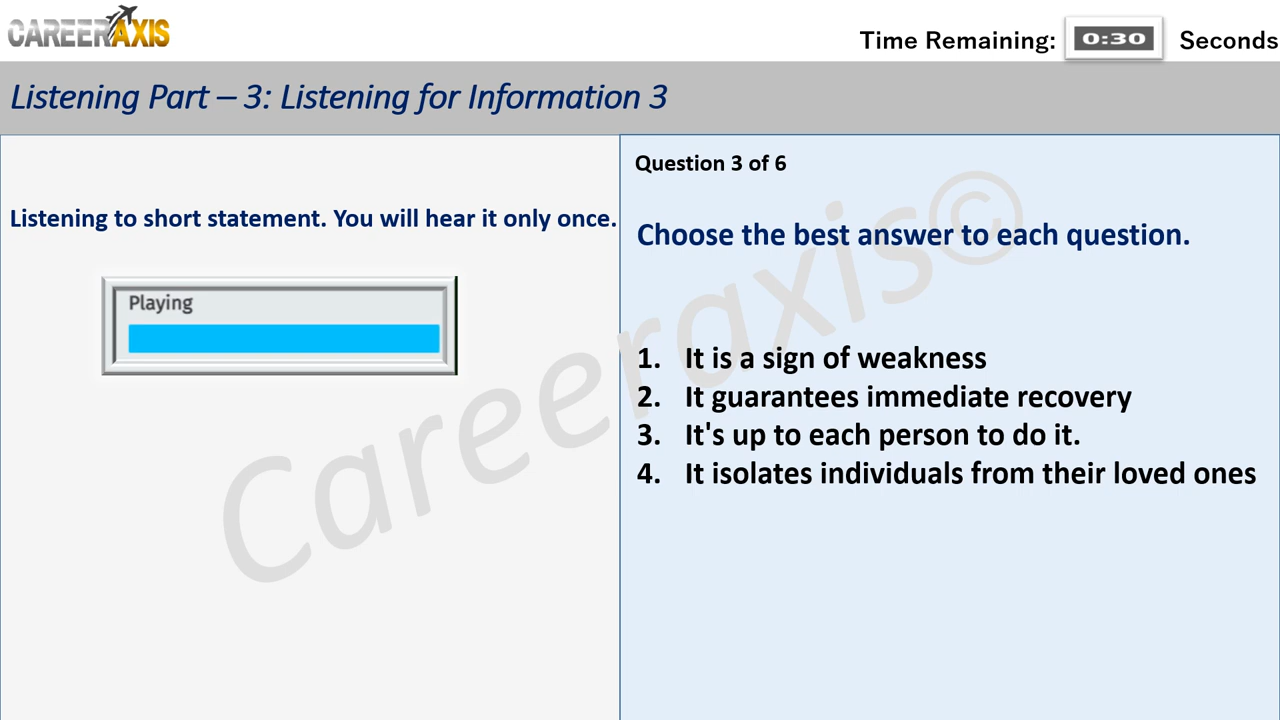 CAREERAXIS
Time Remaining: 0:30 Seconds
Listening Part – 3: Listening for Information 3
Listening to short statement. You will hear it only once.
Playing
Question 3 of 6
Choose the best answer to each question.
1. It is a sign of weakness
2. It guarantees immediate recovery
3. It's up to each person to do it.
4. It isolates individuals from their loved ones
Careeraxis©